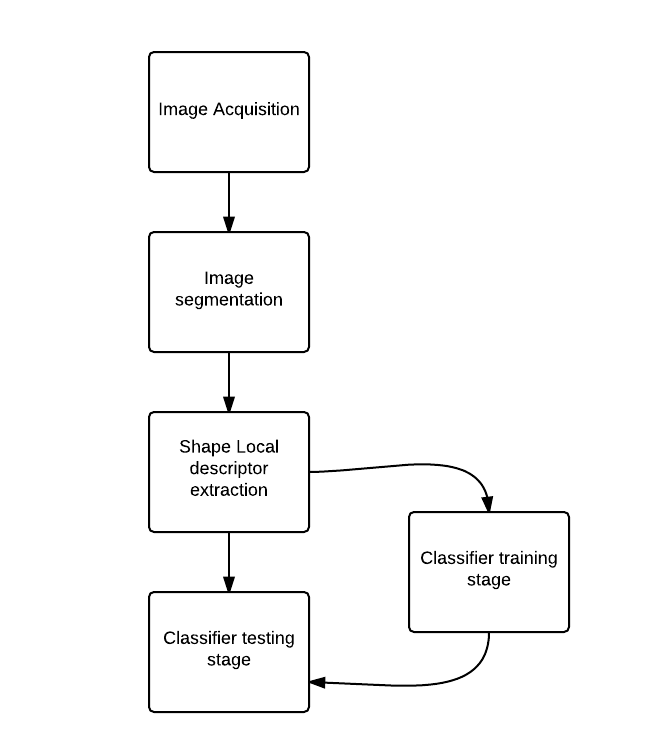 Image Acquisition
Image
segmentation
Shape Local
descriptor
extraction
Classifier training
stage
Classifier testing
stage